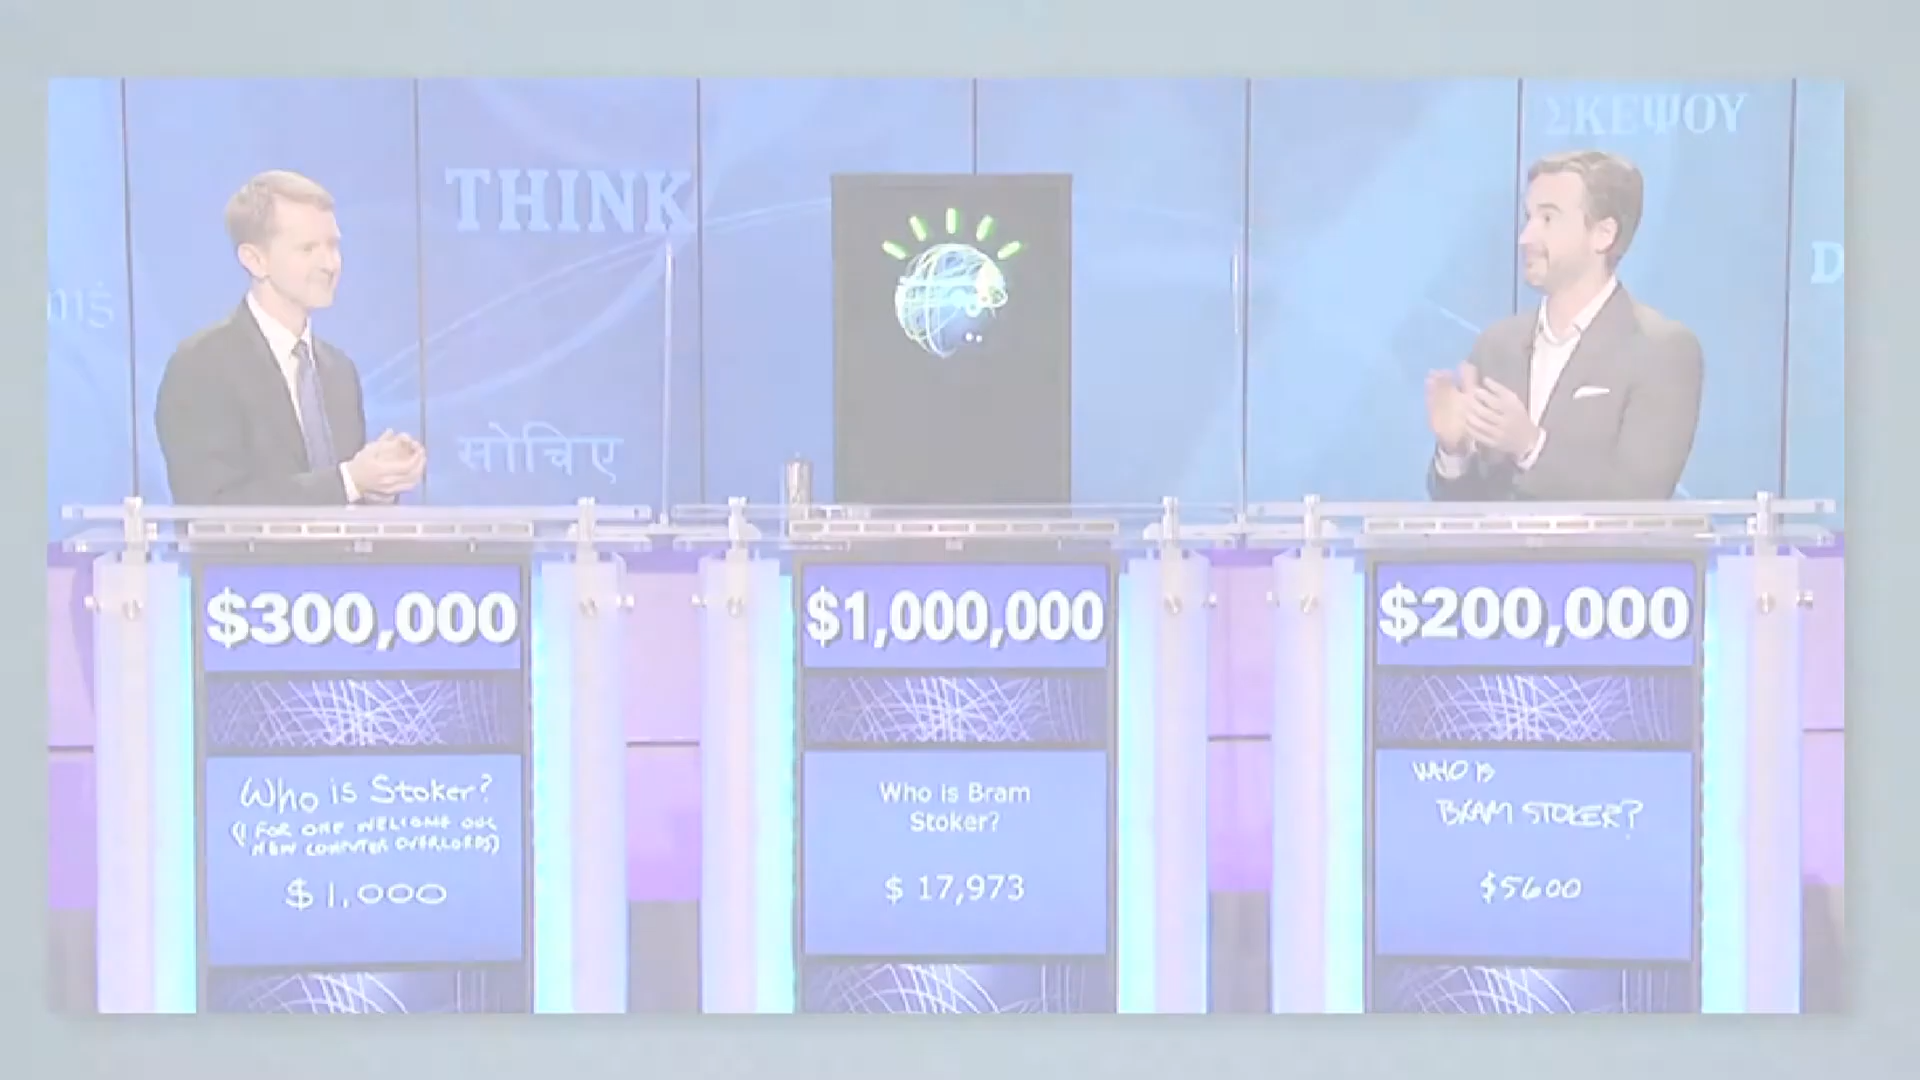 ΣΚΕΨΟΥ
THINK
D
सोचिए
$300,000
$1,000,000
$200,000
Who is Stoker?
(I FOR ONE WELCOME OUR
NEW COMPUTER OVERLORDS)
$1,000
Who is Bram
Stoker?
$ 17,973
WHO IS
BRAM STOKER?
$5600